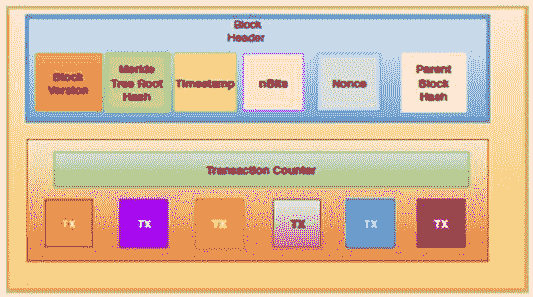 Block
Header
Block
Version
Merkle
Tree Root
Hash
Timestamp
nBits
Nonce
Parent
Block
Hash
Transaction Counter
TX
TX
TX
TX
TX
TX